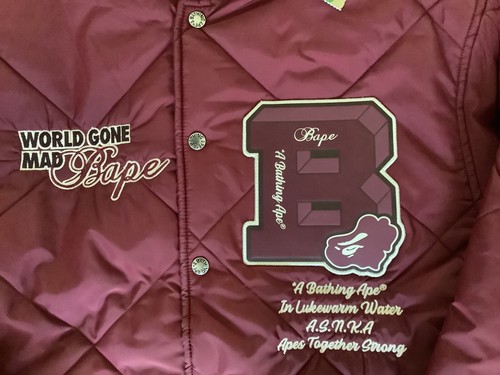 WORLD GONE
MAD Bape
Bape
"A Bathing Ape®
B
"A Bathing Ape®
In Lukewarm Water
A.S.N.K.A
Apes Together Strong